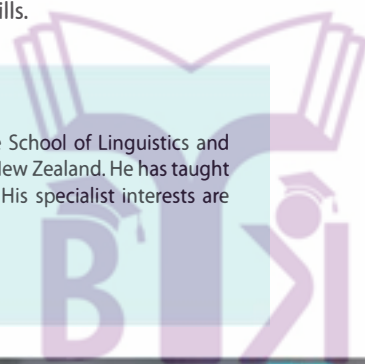 ills.
School of Linguistics and
New Zealand. He has taught
His specialist interests are
B